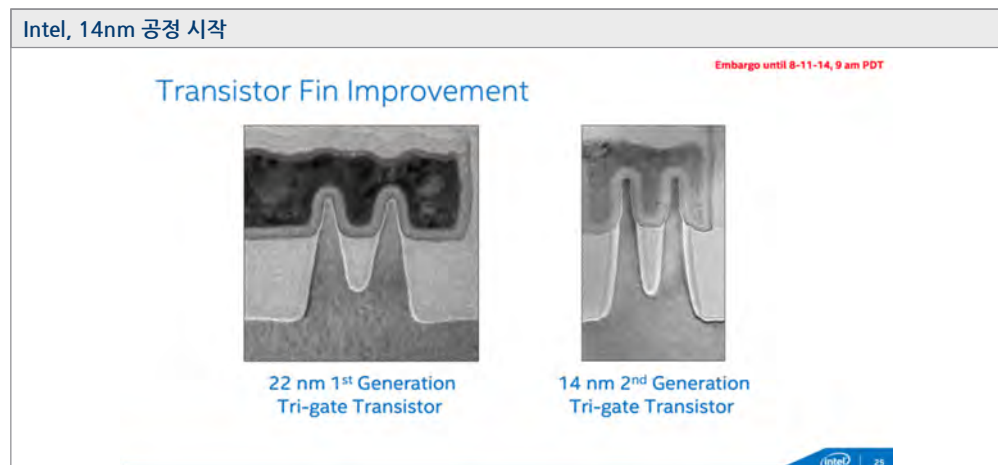 Intel, 14nm 공정 시작
Embargo until 8-11-14, 9 am PDT
Transistor Fin Improvement
22 nm 1st Generation
Tri-gate Transistor
14 nm 2nd Generation
Tri-gate Transistor
intel 25